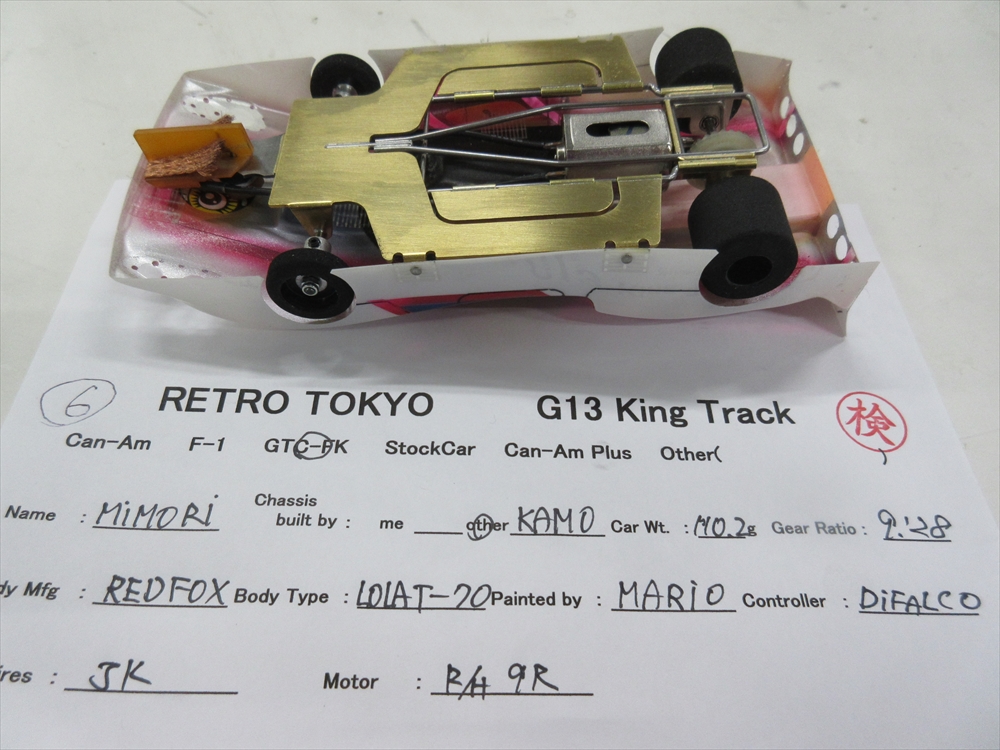 6 RETRO TOKYO G13 King Track 検
Can-Am F-1 GTC-FK StockCar Can-Am Plus Other( )
Name : MiMORi Chassis built by : me other KAMO Car Wt. : 110.2g Gear Ratio : 9:28
dy Mfg : REDFOX Body Type : LOLAT-70 Painted by : MARiO Controller : DiFALCO
ires : JK Motor : R/H 9R